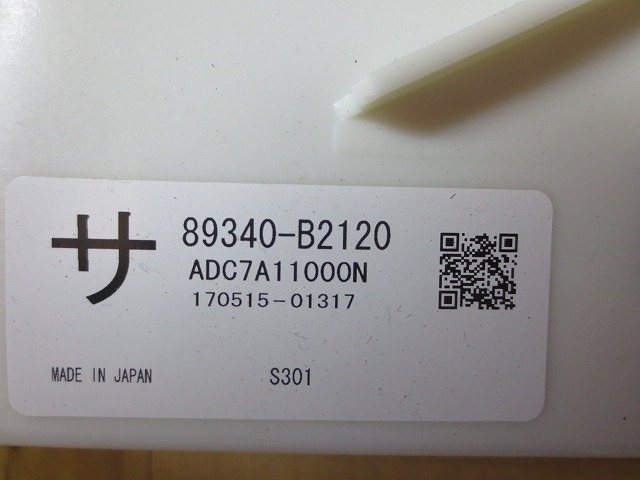 サ
89340-B2120
ADC7A11000N
170515-01317
MADE IN JAPAN
S301